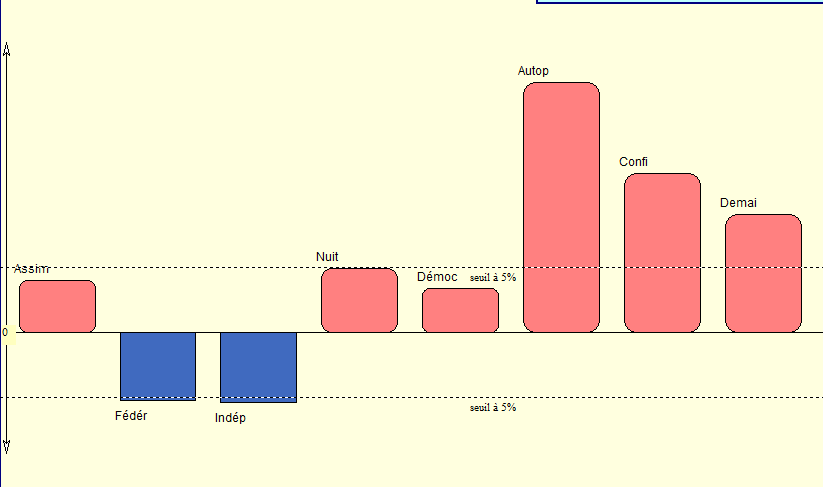 Autop
Confi
Demai
Nuit
Assim
Démoc
seuil à 5%
0
seuil à 5%
Fédér
Indép